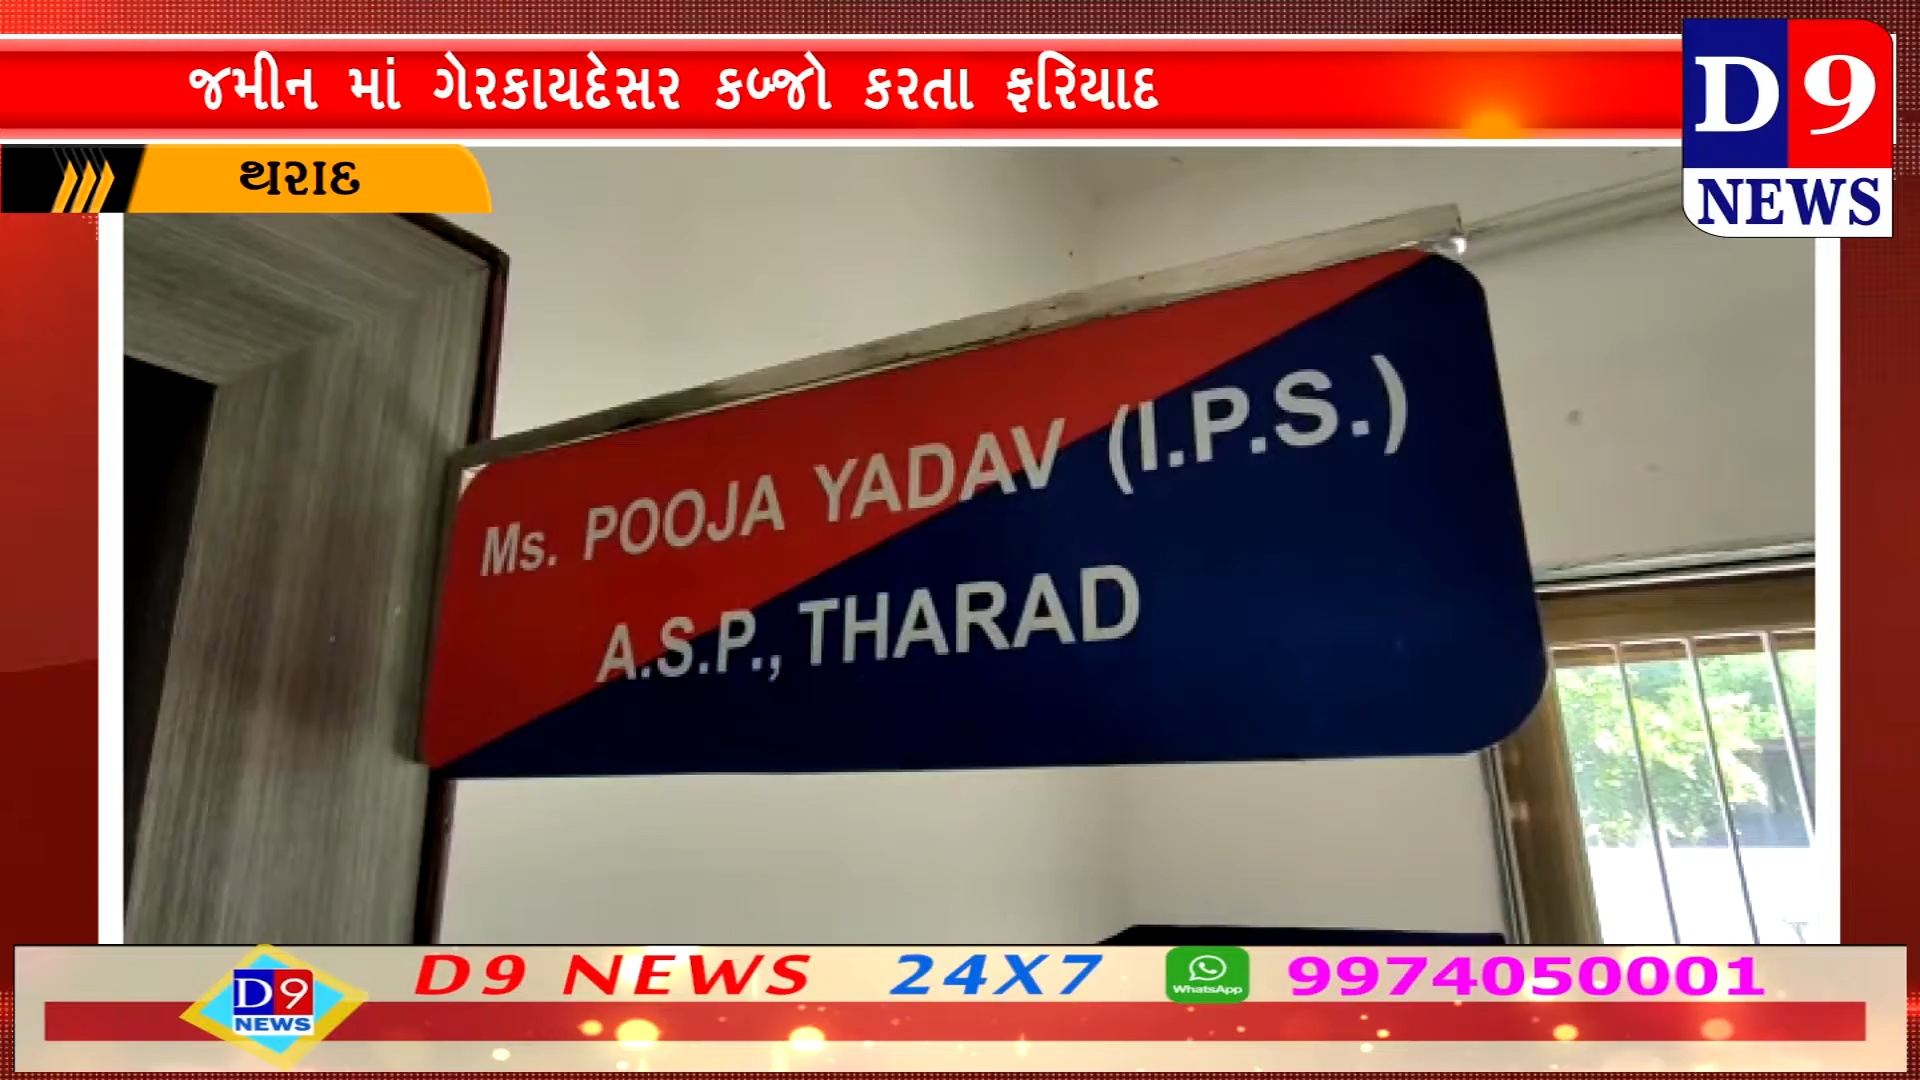 જમીન માં ગેરકાયદેસર કબ્જો કરતા ફરિયાદ
D9
NEWS
થરાદ
Ms. POOJA YADAV (I.P.S.)
A.S.P., THARAD
D9 NEWS 24X7 WhatsApp 9974050001
D9
NEWS